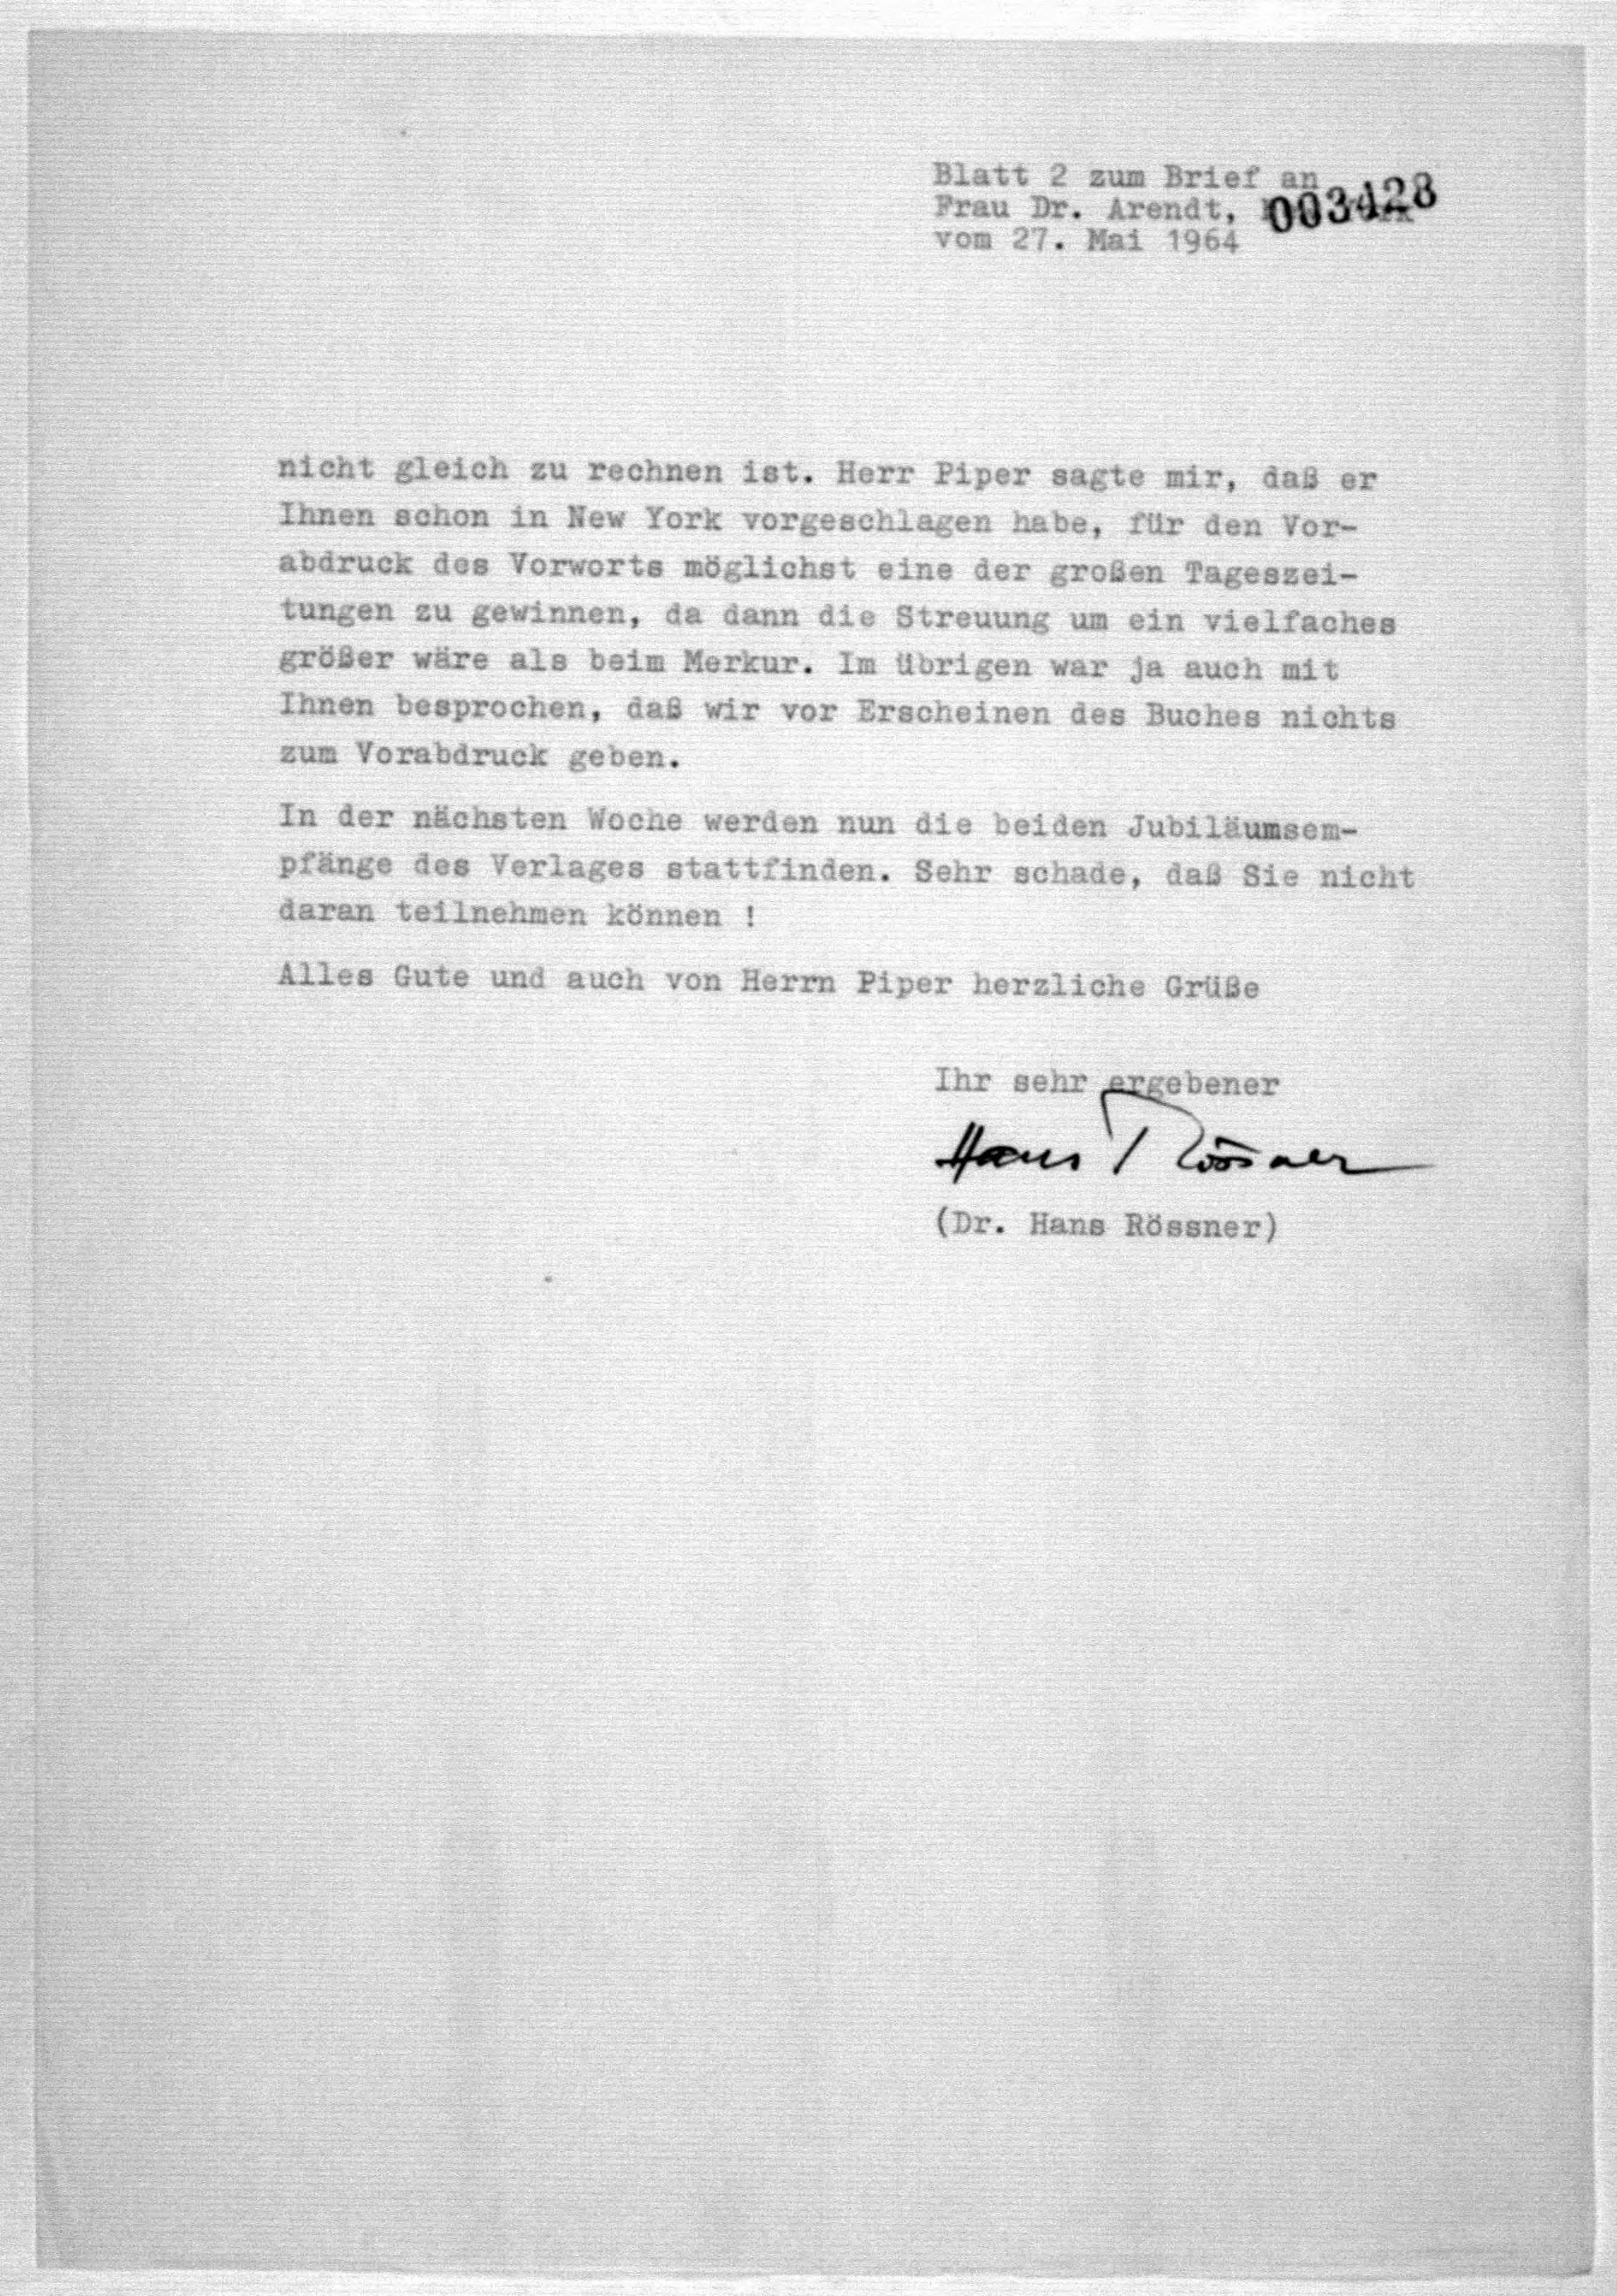 Blatt 2 zum Brief an
Frau Dr. Arendt,
003428
vom 27. Mai 1964
nicht gleich zu rechnen ist. Herr Piper sagte mir, daß er
Ihnen schon in New York vorgeschlagen habe, für den Vor-
abdruck des Vorworts möglichst eine der großen Tageszei-
tungen zu gewinnen, da dann die Streuung um ein vielfaches
größer wäre als beim Merkur. Im übrigen war ja auch mit
Ihnen besprochen, daß wir vor Erscheinen des Buches nichts
zum Vorabdruck geben.
In der nächsten Woche werden nun die beiden Jubiläumsem-
pfänge des Verlages stattfinden. Sehr schade, daß Sie nicht
daran teilnehmen können !
Alles Gute und auch von Herrn Piper herzliche Grüße
Ihr sehr ergebener
Hans Rössner
(Dr. Hans Rössner)